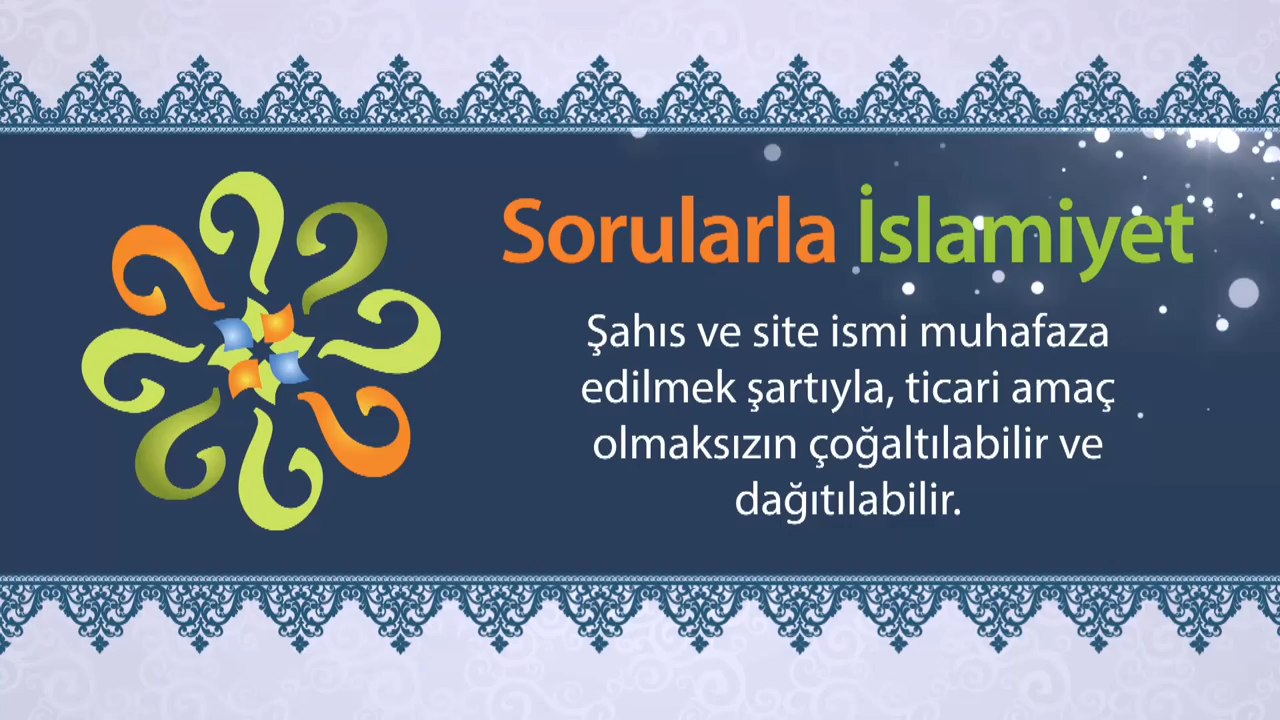 Sorularla İslamiyet
Şahıs ve site ismi muhafaza
edilmek şartıyla, ticari amaç
olmaksızın çoğaltılabilir ve
dağıtılabilir.